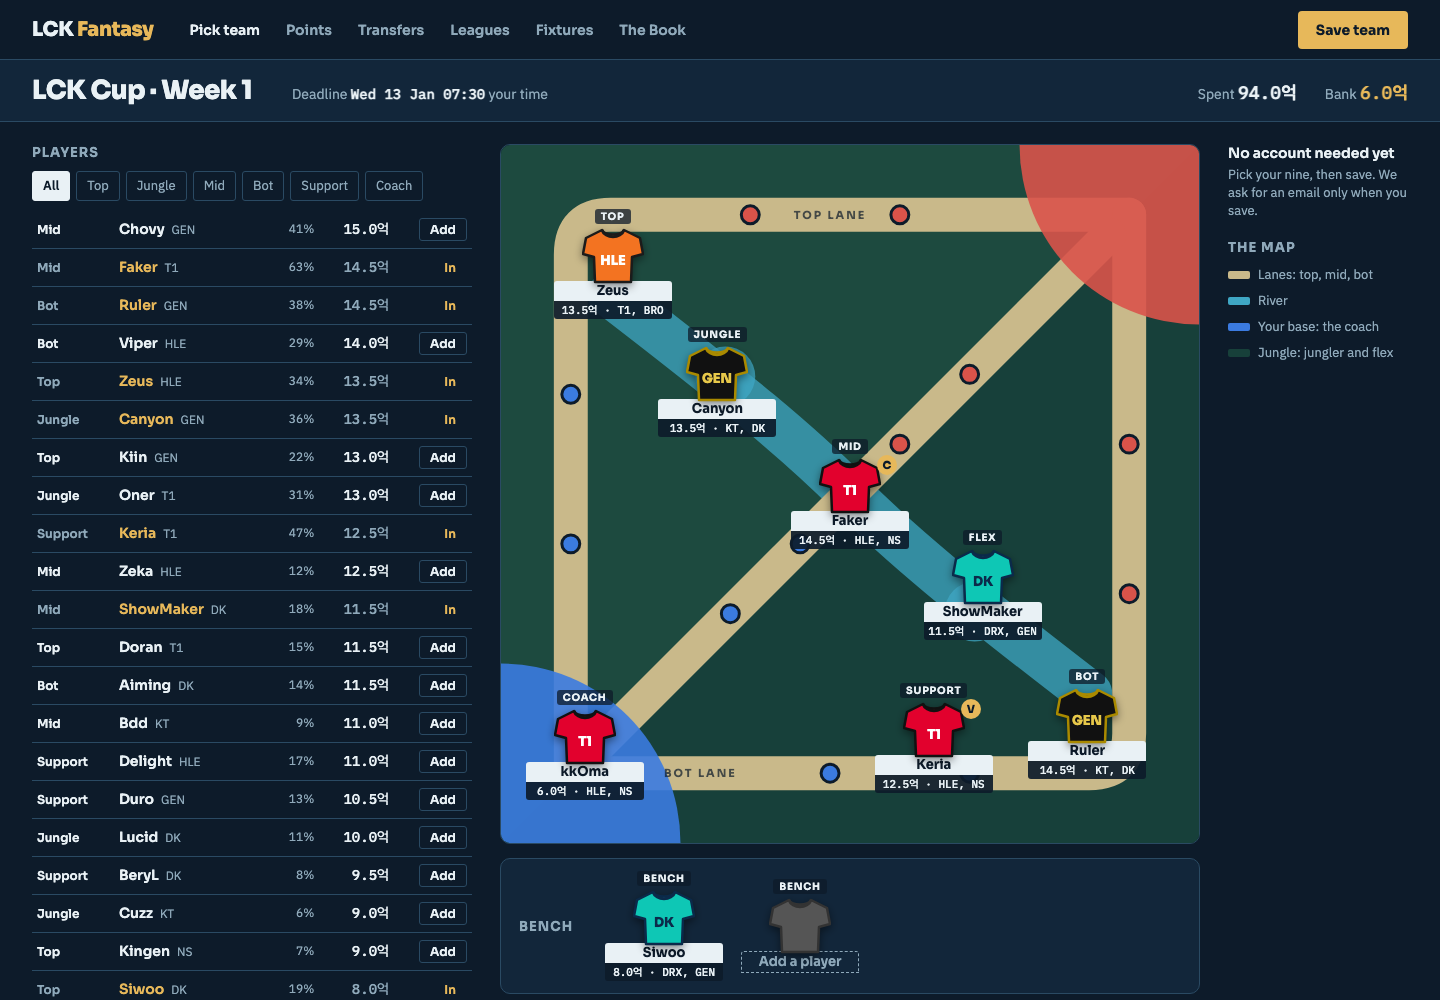 LCK Fantasy Pick team Points Transfers Leagues Fixtures The Book Save team
LCK Cup · Week 1 Deadline Wed 13 Jan 07:30 your time Spent 94.0억 Bank 6.0억
PLAYERS
All Top Jungle Mid Bot Support Coach
Mid Chovy GEN 41% 15.0억 Add
Mid Faker T1 63% 14.5억 In
Bot Ruler GEN 38% 14.5억 In
Bot Viper HLE 29% 14.0억 Add
Top Zeus HLE 34% 13.5억 In
Jungle Canyon GEN 36% 13.5억 In
Top Kiin GEN 22% 13.0억 Add
Jungle Oner T1 31% 13.0억 Add
Support Keria T1 47% 12.5억 In
Mid Zeka HLE 12% 12.5억 Add
Mid ShowMaker DK 18% 11.5억 In
Top Doran T1 15% 11.5억 Add
Bot Aiming DK 14% 11.5억 Add
Mid Bdd KT 9% 11.0억 Add
Support Delight HLE 17% 11.0억 Add
Support Duro GEN 13% 10.5억 Add
Jungle Lucid DK 11% 10.0억 Add
Support BeryL DK 8% 9.5억 Add
Jungle Cuzz KT 6% 9.0억 Add
Top Kingen NS 7% 9.0억 Add
Top Siwoo DK 19% 8.0억 In
TOP LANE
TOP
HLE
Zeus
13.5억 · T1, BRO
JUNGLE
GEN
Canyon
13.5억 · KT, DK
MID
C
T1
Faker
14.5억 · HLE, NS
FLEX
DK
ShowMaker
11.5억 · DRX, GEN
BOT
GEN
Ruler
14.5억 · KT, DK
SUPPORT
V
T1
Keria
12.5억 · HLE, NS
COACH
T1
kkOma
6.0억 · HLE, NS
BOT LANE
BENCH
BENCH
DK
Siwoo
8.0억 · DRX, GEN
BENCH
Add a player
No account needed yet
Pick your nine, then save. We
ask for an email only when you
save.
THE MAP
Lanes: top, mid, bot
River
Your base: the coach
Jungle: jungler and flex